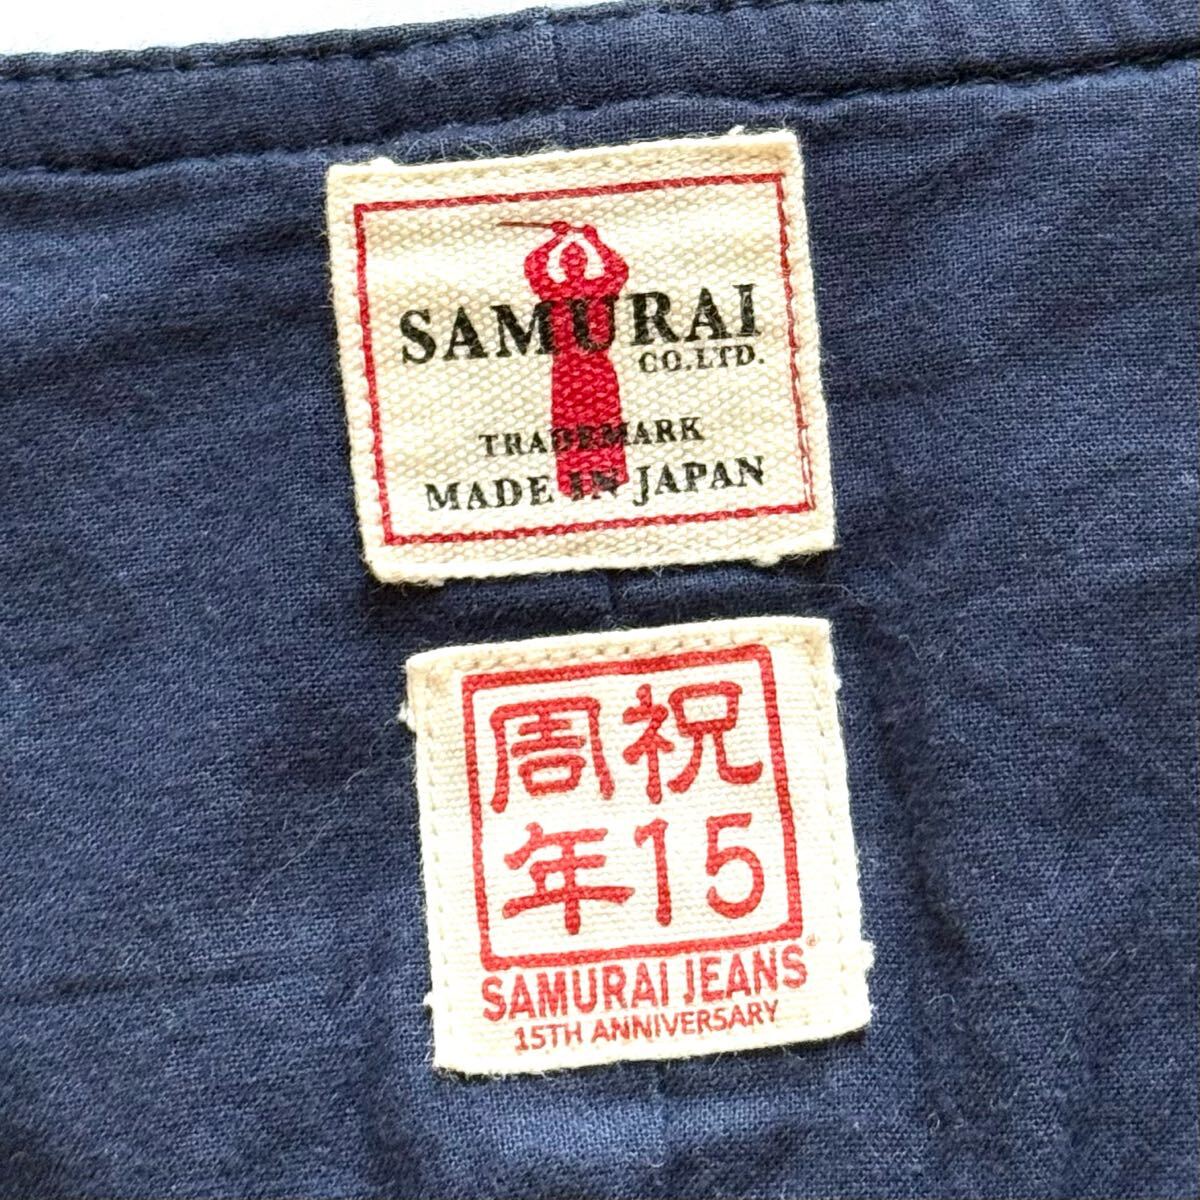 SAMURAI
CO.LTD.
TRADEMARK
MADE IN JAPAN
祝15
周年
SAMURAI JEANS®
15TH ANNIVERSARY